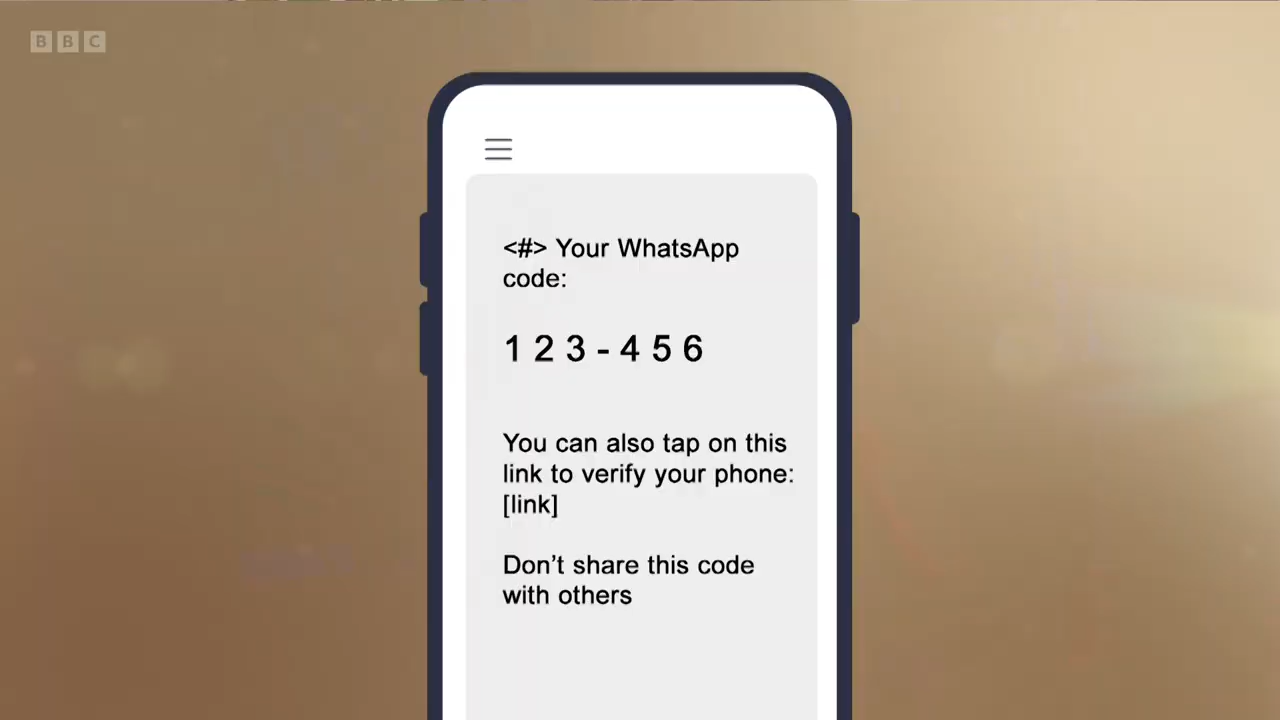 BBC
<#> Your WhatsApp
code:
1 2 3 - 4 5 6
You can also tap on this
link to verify your phone:
[link]
Don’t share this code
with others